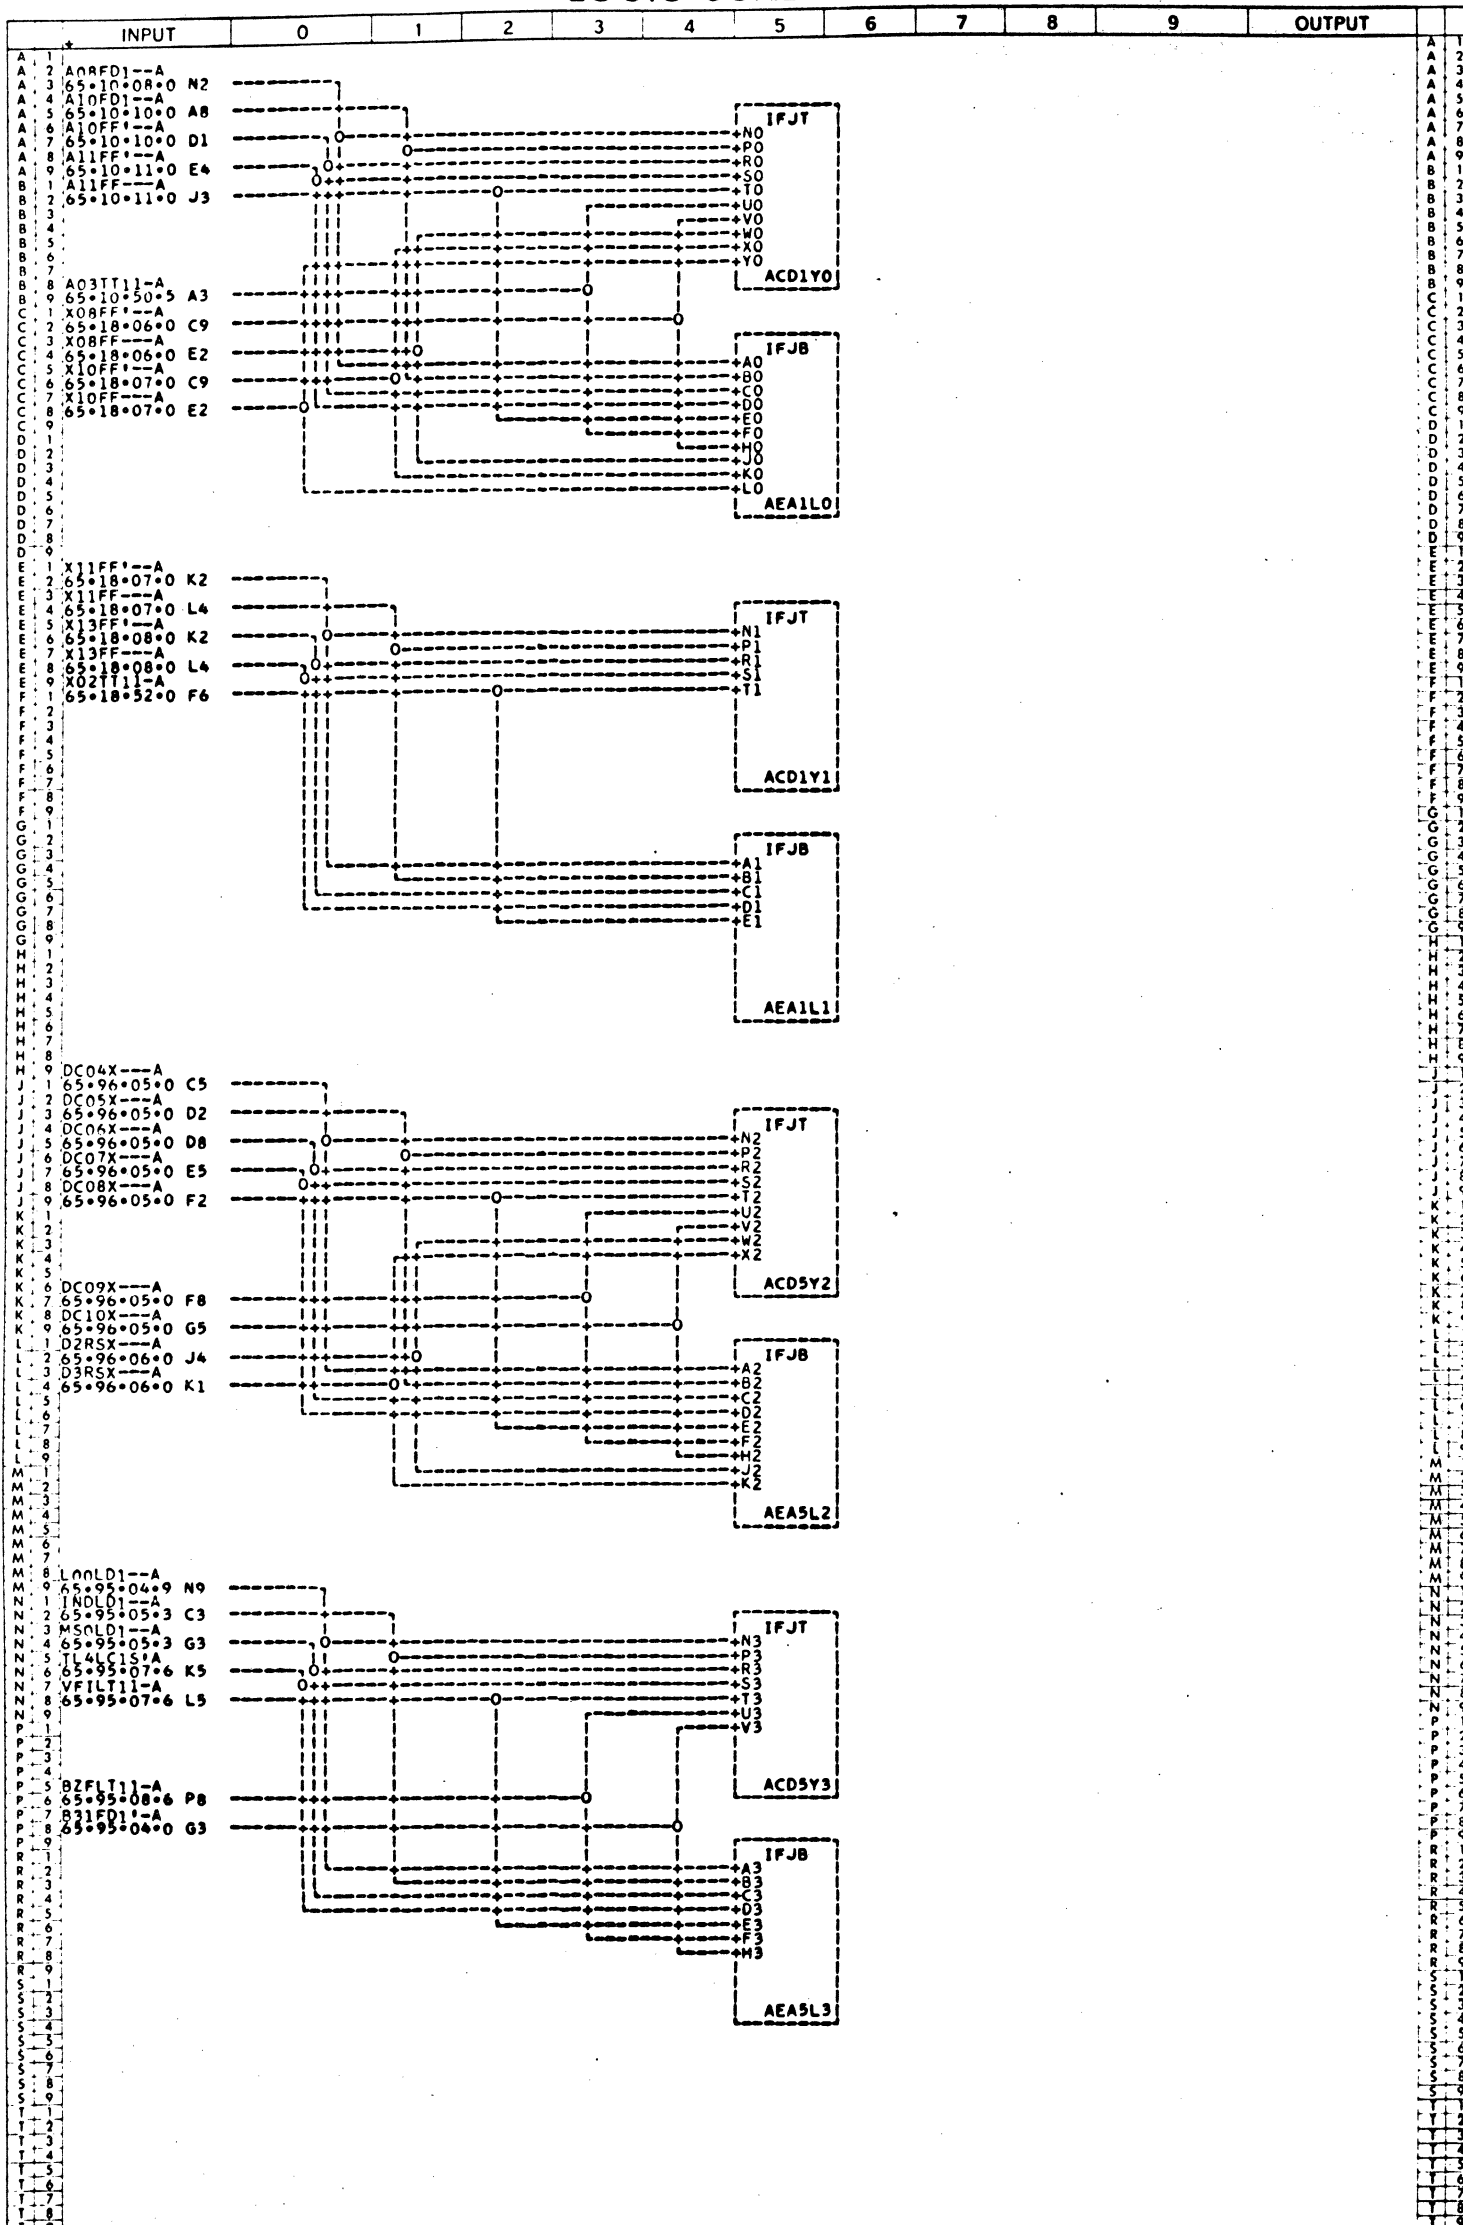 INPUT 0 1 2 3 4 5 6 7 8 9 OUTPUT
A08FD1--A
65•10•08•0 N2
A10FD1--A
65•10•10•0 A8
A10FF'--A
65•10•10•0 D1
A11FF'--A
65•10•11•0 E4
A11FF---A
65•10•11•0 J3
IFJT
N0
P0
R0
S0
T0
U0
V0
W0
X0
Y0
ACD1Y0
A03TT11-A
65•10•50•5 A3
X08FF'--A
65•18•06•0 C9
X08FF---A
65•18•06•0 E2
X10FF'--A
65•18•07•0 C9
X10FF---A
65•18•07•0 E2
IFJB
A0
B0
C0
D0
E0
F0
H0
J0
K0
L0
AEA1L0
X11FF'--A
65•18•07•0 K2
X11FF---A
65•18•07•0 L4
X13FF'--A
65•18•08•0 K2
X13FF---A
65•18•08•0 L4
X02TT11-A
65•18•52•0 F6
IFJT
N1
P1
R1
S1
T1
ACD1Y1
IFJB
A1
B1
C1
D1
E1
AEA1L1
DC04X---A
65•96•05•0 C5
DC05X---A
65•96•05•0 D2
DC06X---A
65•96•05•0 D8
DC07X---A
65•96•05•0 E5
DC08X---A
65•96•05•0 F2
IFJT
N2
P2
R2
S2
T2
U2
V2
W2
X2
ACD5Y2
DC09X---A
65•96•05•0 F8
DC10X---A
65•96•05•0 G5
D2RSX---A
65•96•06•0 J4
D3RSX---A
65•96•06•0 K1
IFJB
A2
B2
C2
D2
E2
F2
H2
J2
K2
AEA5L2
L00LD1--A
65•95•04•9 N9
INDLD1--A
65•95•05•3 C3
MS0LD1--A
65•95•05•3 G3
TL4LC1S'A
65•95•07•6 K5
VFILT11-A
65•95•07•6 L5
IFJT
N3
P3
R3
S3
T3
U3
V3
ACD5Y3
BZFLT11-A
65•95•08•6 P8
B31FD1'-A
65•95•04•0 G3
IFJB
A3
B3
C3
D3
E3
F3
H3
AEA5L3